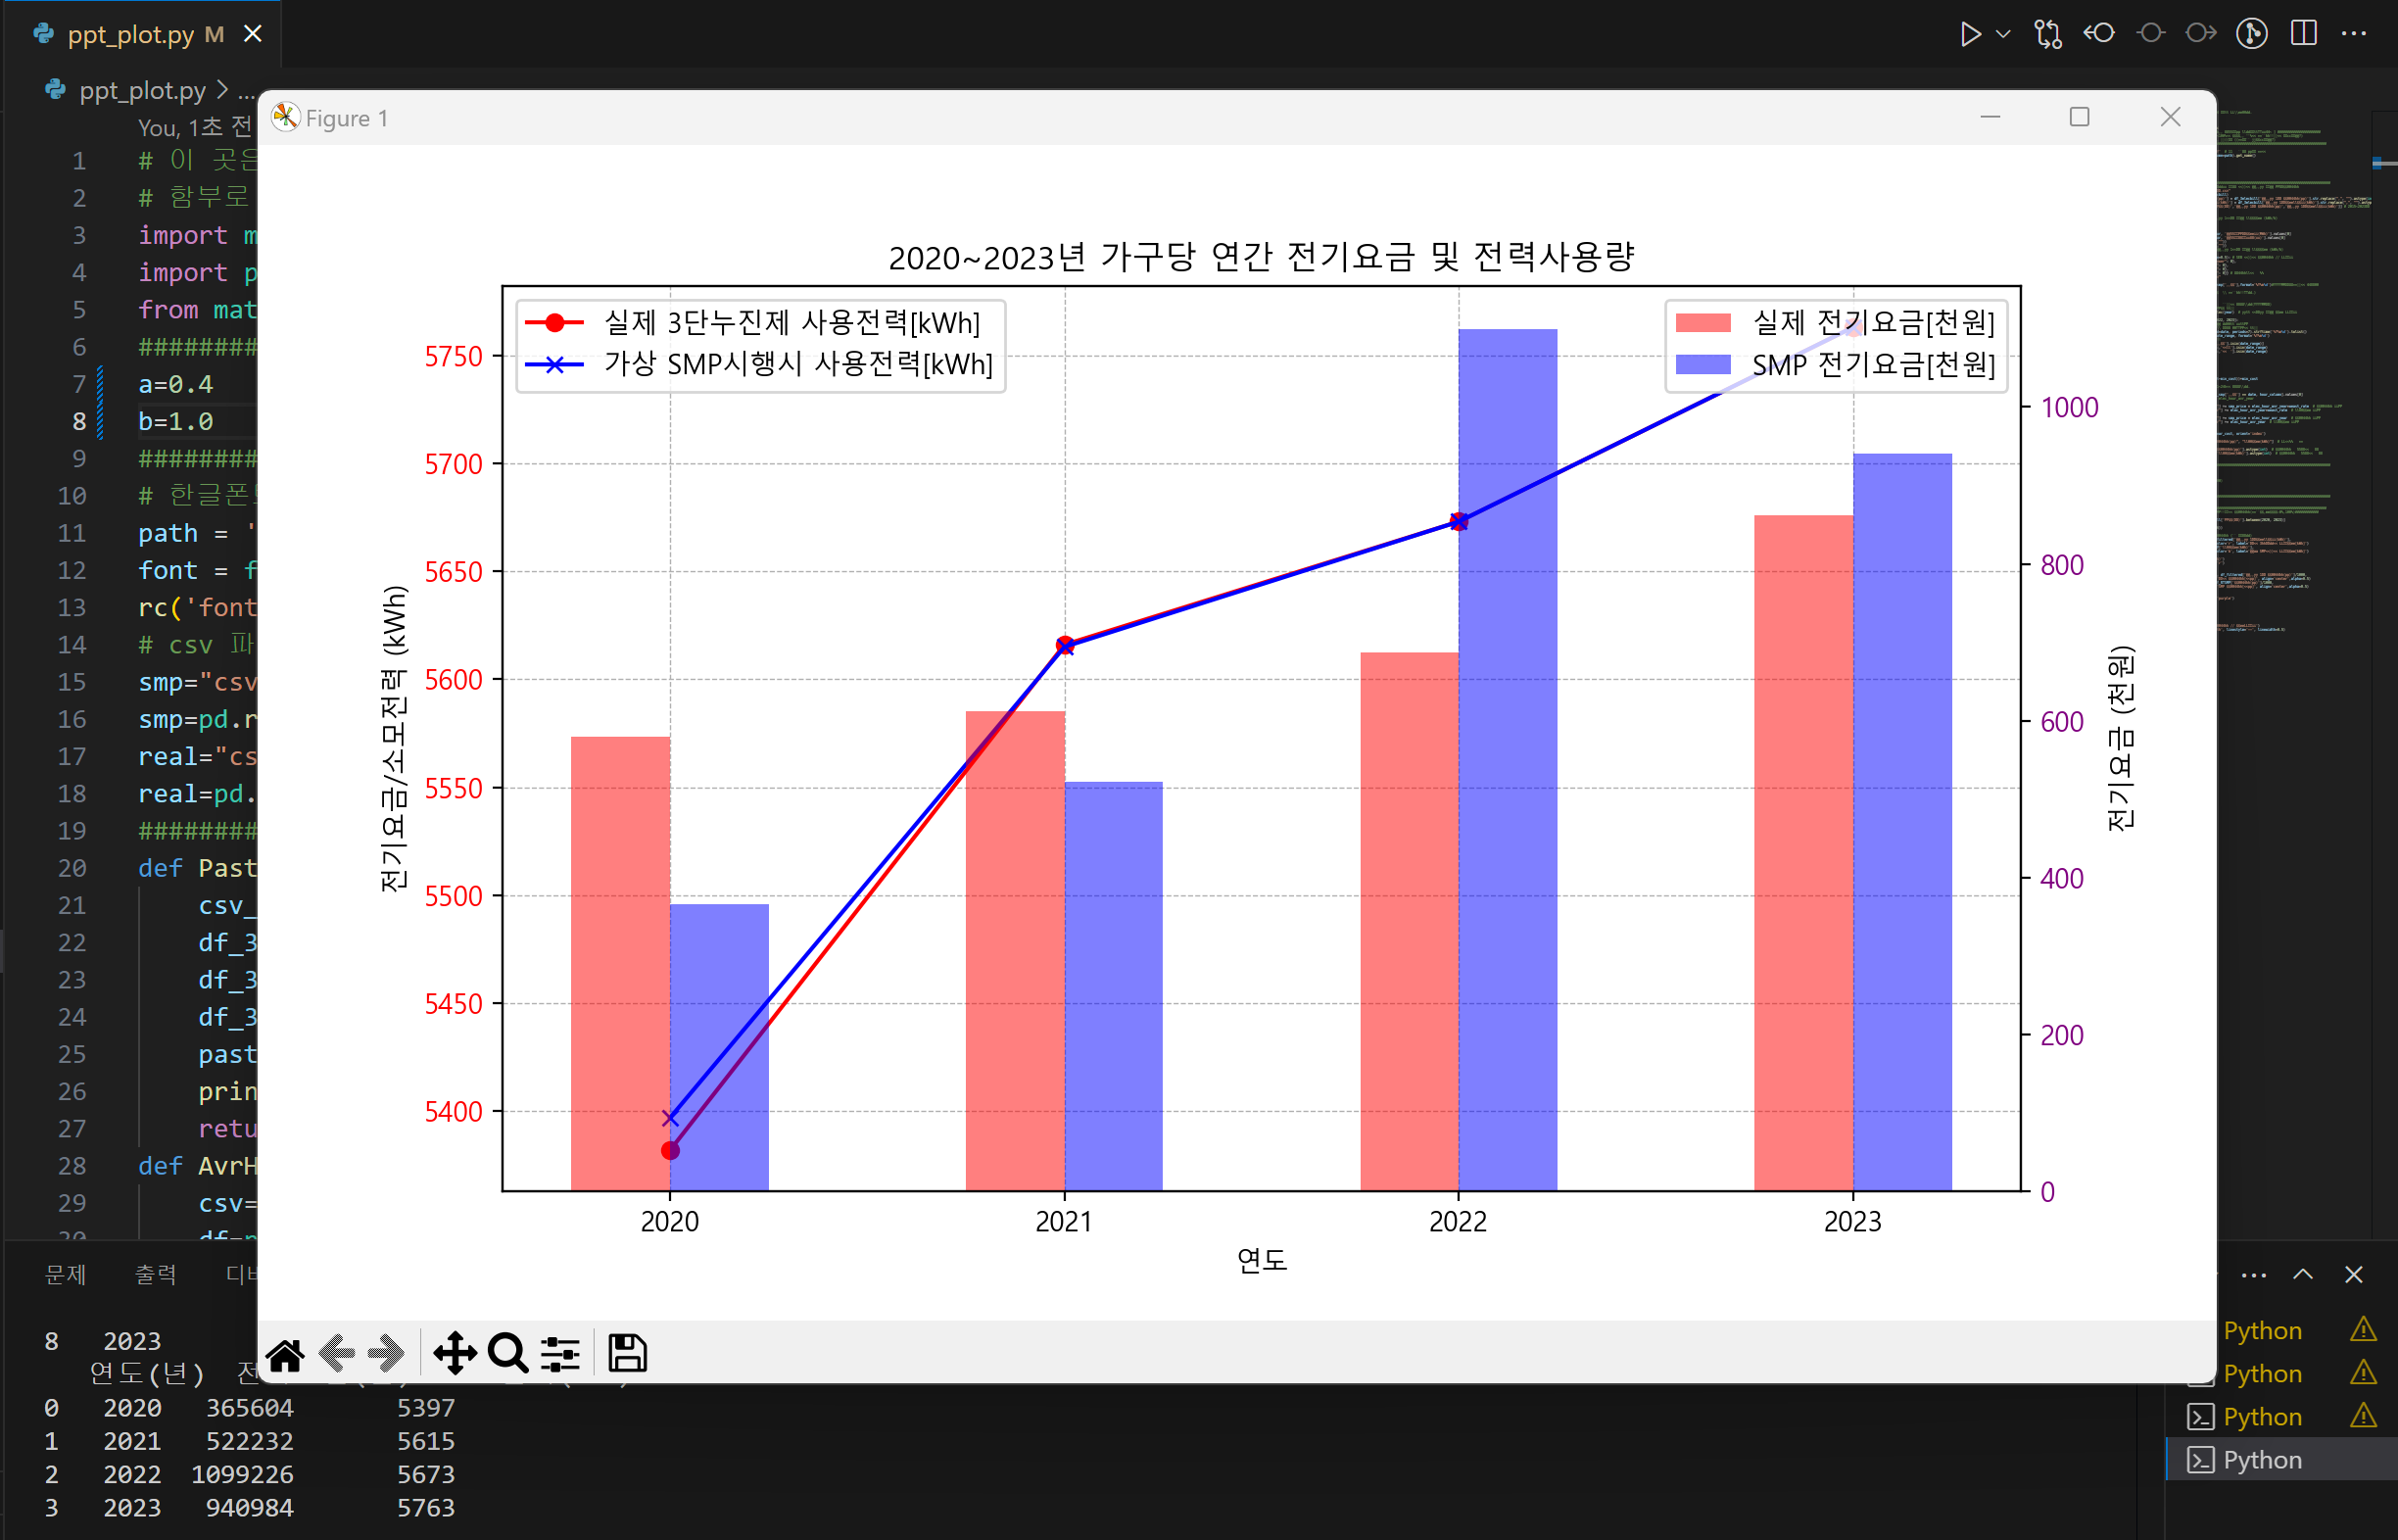 ppt_plot.py M
ppt_plot.py > ...
You, 1초 전
Figure 1
1 # 이 곳은
2 # 함부로
3 import m
4 import p
5 from mat
6 ########
7 a=0.4
8 b=1.0
9 ########
10 # 한글폰
11 path = '
12 font = f
13 rc('font
14 # csv 파
15 smp="csv
16 smp=pd.r
17 real="cs
18 real=pd.
19 ########
20 def Past
21 csv_
22 df_3
23 df_3
24 df_3
25 past
26 prin
27 retu
28 def AvrH
29 csv=
30 df=
2020~2023년 가구당 연간 전기요금 및 전력사용량
실제 3단누진제 사용전력[kWh]
가상 SMP시행시 사용전력[kWh]
실제 전기요금[천원]
SMP 전기요금[천원]
전기요금/소모전력 (kWh)
5750
5700
5650
5600
5550
5500
5450
5400
1000
800
600
400
200
0
전기요금 (천원)
2020 2021 2022 2023
연도
문제 출력 디버
8 2023
연도(년) 전
0 2020 365604 5397
1 2021 522232 5615
2 2022 1099226 5673
3 2023 940984 5763
Python
Python
Python
Python